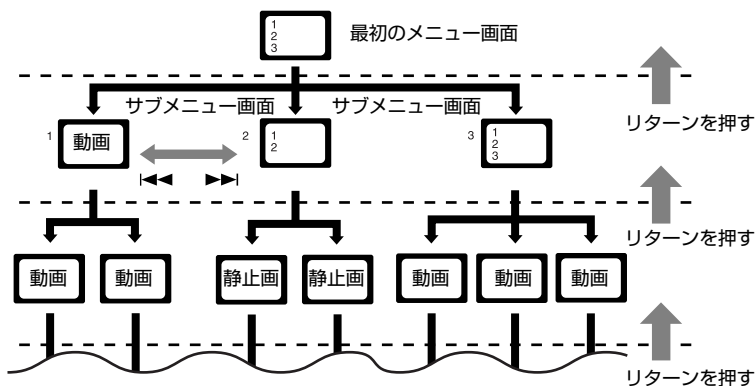 1
2
3
最初のメニュー画面
サブメニュー画面
サブメニュー画面
リターンを押す
1
動画
2
1
2
3
1
2
3
リターンを押す
動画
動画
静止画
静止画
動画
動画
動画
リターンを押す